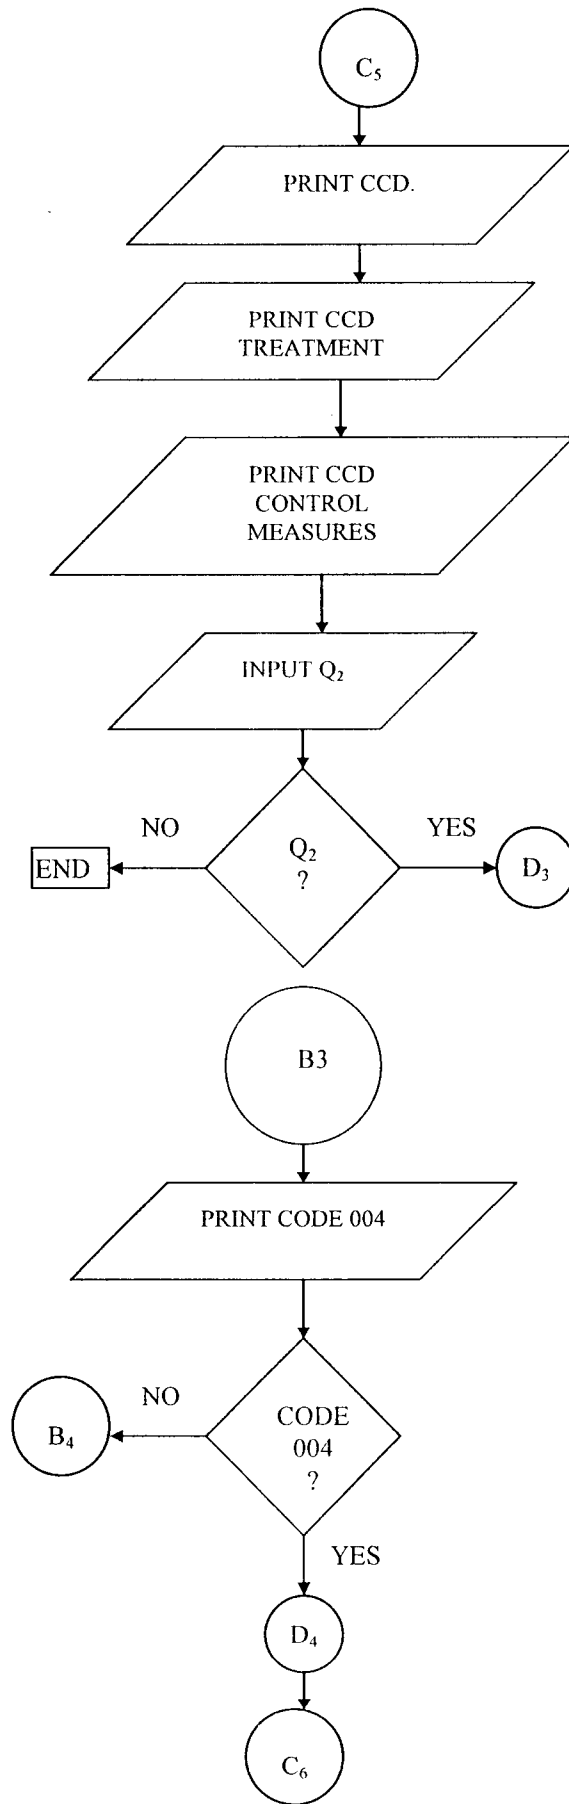 C₅
PRINT CCD.
PRINT CCD
TREATMENT
PRINT CCD
CONTROL
MEASURES
INPUT Q₂
NO
YES
END
Q₂
?
D₃
B3
PRINT CODE 004
NO
B₄
CODE
004
?
YES
D₄
C₆